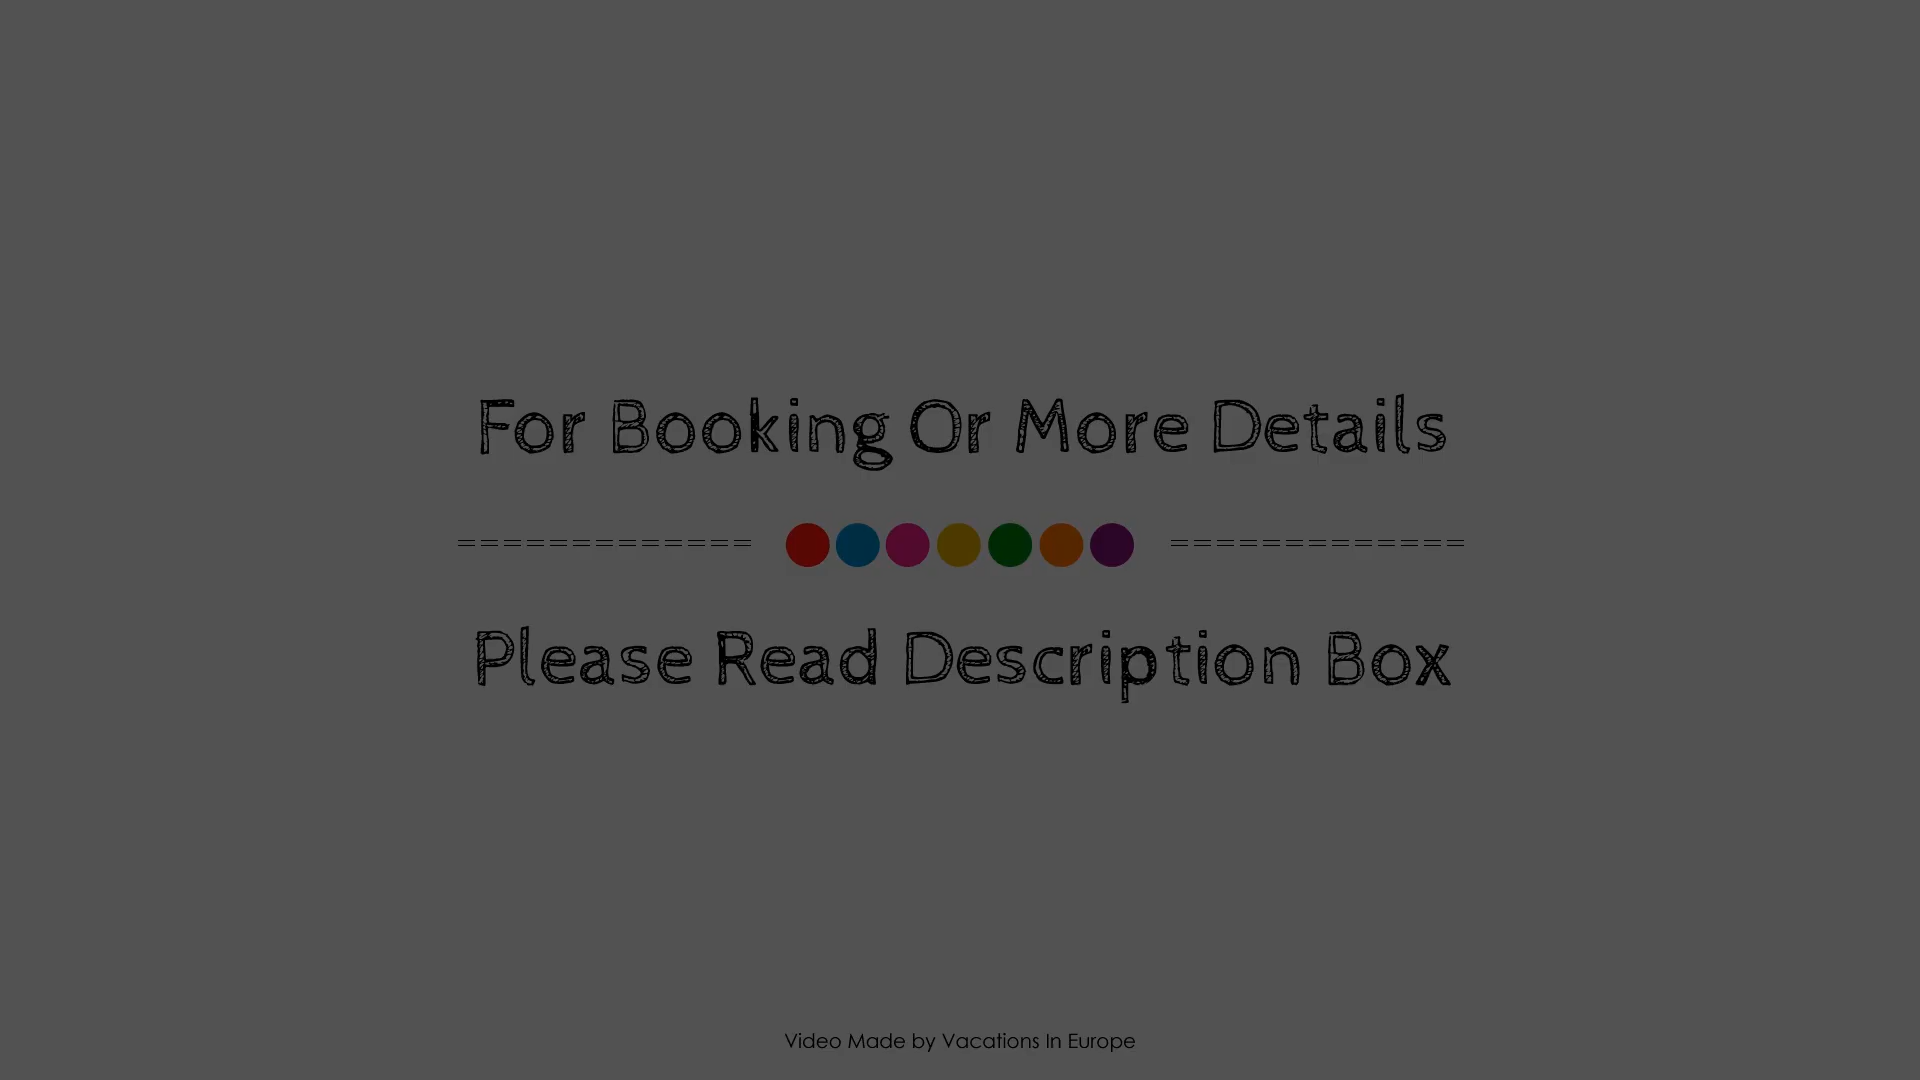 For Booking Or More Details
============= =============
Please Read Description Box
Video Made by Vacations In Europe